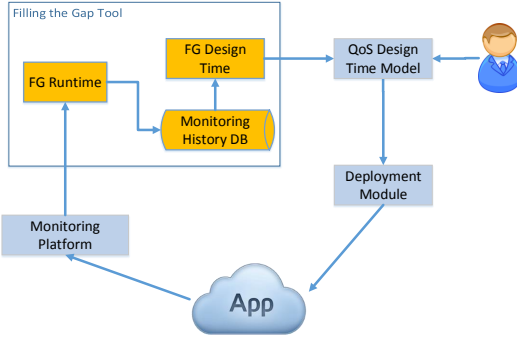 Filling the Gap Tool
FG Design
Time
QoS Design
Time Model
FG Runtime
Monitoring
History DB
Deployment
Module
Monitoring
Platform
App